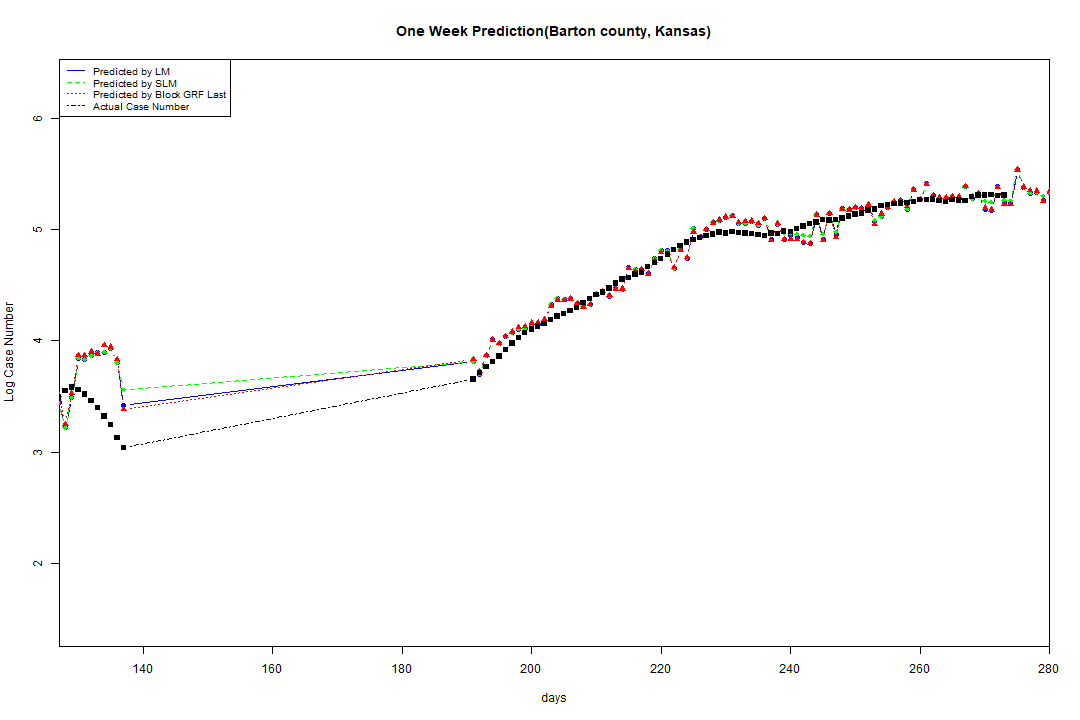 One Week Prediction(Barton county, Kansas)
Predicted by LM
Predicted by SLM
Predicted by Block GRF Last
Actual Case Number
Log Case Number
6
5
4
3
2
140 160 180 200 220 240 260 280
days